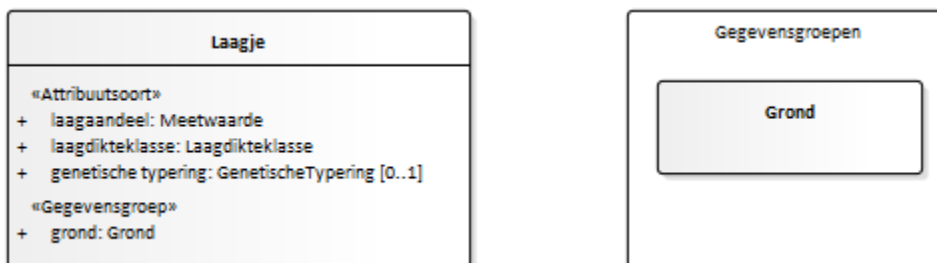 Laagje
«Attribuutsoort»
+ laagaandeel: Meetwaarde
+ laagdikteklasse: Laagdikteklasse
+ genetische typering: GenetischeTypering [0..1]
«Gegevensgroep»
+ grond: Grond
Gegevensgroepen
Grond